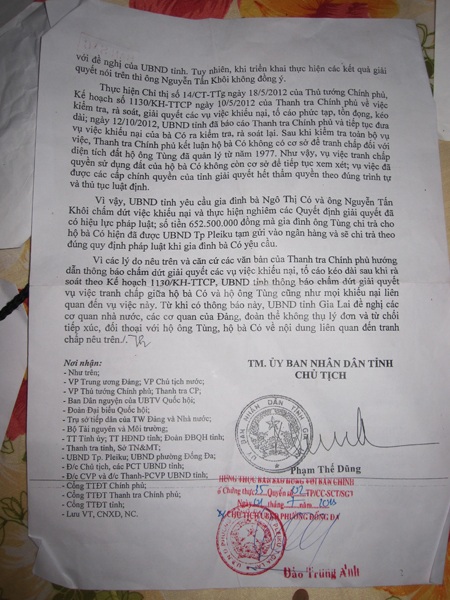 với đề nghị của UBND tỉnh. Tuy nhiên, khi triển khai thực hiện các kết quả giải
quyết nói trên thì ông Nguyễn Tấn Khôi không đồng ý.
Thực hiện Chỉ thị số 14/CT-TTg ngày 18/5/2012 của Thủ tướng Chính phủ,
Kế hoạch số 1130/KH-TTCP ngày 10/5/2012 của Thanh tra Chính phủ về việc
kiểm tra, rà soát, giải quyết các vụ việc khiếu nại, tố cáo phức tạp, tồn đọng, kéo
dài; ngày 12/10/2012, UBND tỉnh đã báo cáo Thanh tra Chính phủ và tiếp tục đưa
vụ việc khiếu nại của bà Có ra kiểm tra, rà soát lại. Sau khi kiểm tra toàn bộ vụ
việc, Thanh tra Chính phủ kết luận hộ bà Có không có cơ sở để tranh chấp đối với
diện tích đất hộ ông Tùng đã quản lý từ năm 1977. Như vậy, vụ việc tranh chấp
quyền sử dụng đất của hộ bà Có không còn cơ sở để tiếp tục xem xét; vụ việc đã
được các cấp chính quyền của tỉnh giải quyết hết thẩm quyền theo đúng trình tự
và thủ tục luật định.
Vì vậy, UBND tỉnh yêu cầu gia đình bà Ngô Thị Có và ông Nguyễn Tấn
Khôi chấm dứt việc khiếu nại và thực hiện nghiêm các Quyết định giải quyết đã
có hiệu lực pháp luật; số tiền 652.500.000 đồng mà gia đình ông Tùng chi trả cho
hộ bà Có hiện đã được UBND Tp Pleiku tạm gửi vào ngân hàng và sẽ chi trả theo
đúng quy định pháp luật khi gia đình bà Có yêu cầu.
Vì các lý do nêu trên và căn cứ các văn bản của Thanh tra Chính phủ hướng
dẫn thông báo chấm dứt giải quyết các vụ việc khiếu nại, tố cáo kéo dài sau khi rà
soát theo Kế hoạch 1130/KH-TTCP, UBND tỉnh thông báo chấm dứt giải quyết
vụ việc tranh chấp giữa hộ bà Có và hộ ông Tùng cũng như mọi khiếu nại liên
quan đến vụ việc này. Từ khi có thông báo này, UBND tỉnh Gia Lai đề nghị các
cơ quan nhà nước, các cơ quan của Đảng, đoàn thể không thụ lý đơn và từ chối
tiếp xúc, đối thoại với hộ ông Tùng, hộ bà Có về nội dung liên quan đến tranh
chấp nêu trên./.
Nơi nhận:
- Như trên;
- VP Trung ương Đảng; VP Chủ tịch nước;
- VP Thủ tướng Chính phủ; Thanh tra CP;
- Ban Dân nguyện của UBTV Quốc hội;
- Đoàn Đại biểu Quốc hội;
- Trụ sở tiếp dân của TW Đảng và Nhà nước;
- Bộ Tài nguyên và Môi trường;
- TT Tỉnh ủy; TT HĐND tỉnh; Đoàn ĐBQH tỉnh;
- Thanh tra tỉnh, Sở TN&MT;
- UBND Tp. Pleiku; UBND phường Đống Đa;
- Đ/c Chủ tịch, các PCT UBND tỉnh;
- Đ/c CVP và đ/c Thanh-PCVP UBND tỉnh;
- Cổng TTĐT Chính phủ;
- Cổng TTĐT Thanh tra Chính phủ;
- Cổng TTĐT tỉnh;
- Lưu VT, CNXD, NC.
TM. ỦY BAN NHÂN DÂN TỈNH
CHỦ TỊCH
Phạm Thế Dũng
CHỨNG THỰC BẢN SAO ĐÚNG VỚI BẢN CHÍNH
Quyển số
TP/CC-SCT/SGT
Ngày
tháng 7 năm
CHỦ TỊCH UBND PHƯỜNG ĐỐNG ĐA
Đào Trung Anh